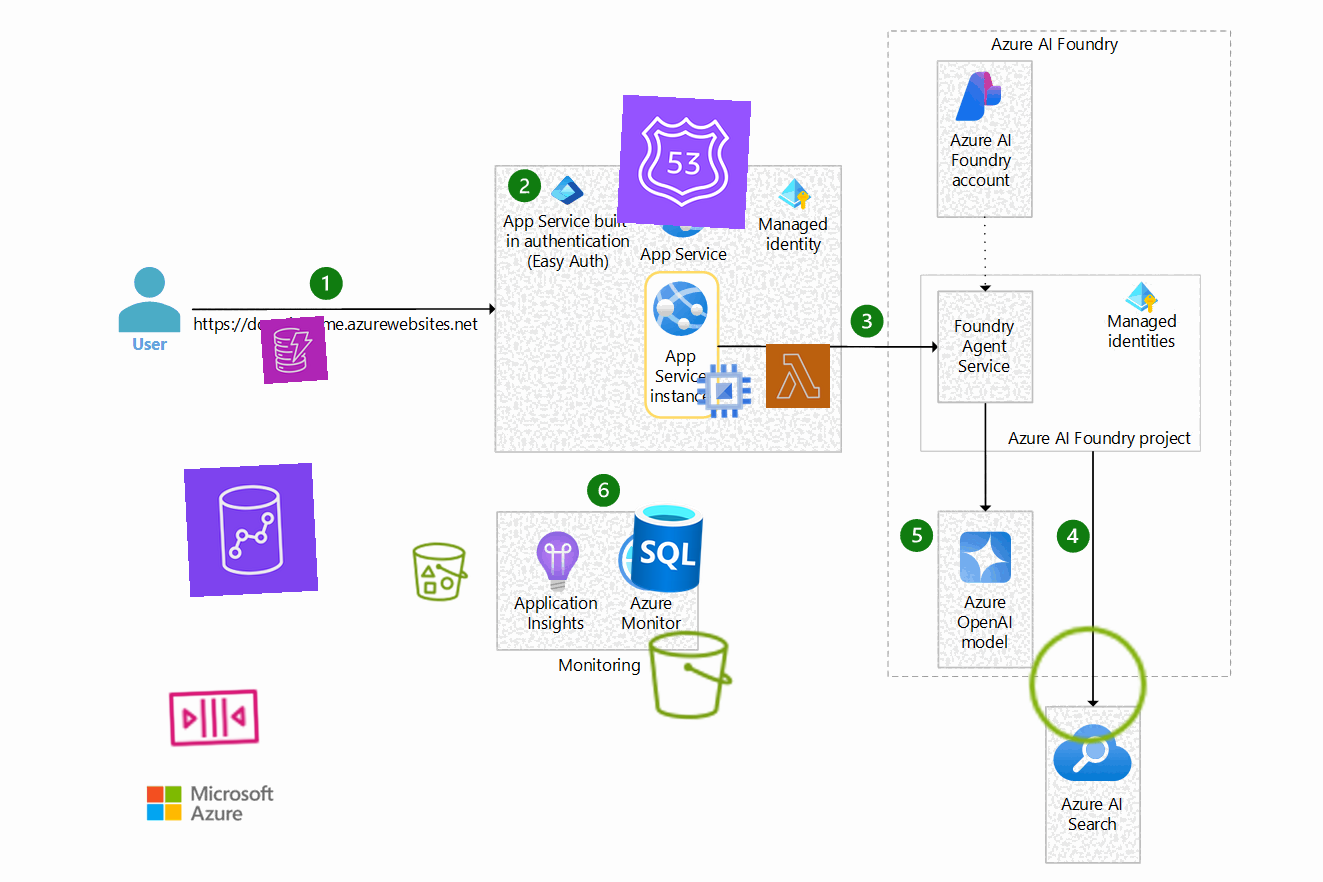 Azure AI Foundry
Azure AI
Foundry
account
53
2
App Service built
in authentication
(Easy Auth)
App Service
Managed
identity
1
https://
me.azurewebsites.net
User
App
Service
instance
3
Foundry
Agent
Service
Managed
identities
Azure AI Foundry project
6
Application
Insights
SQL
Azure
Monitor
Monitoring
5
4
Azure
OpenAI
model
Azure AI
Search
Microsoft
Azure